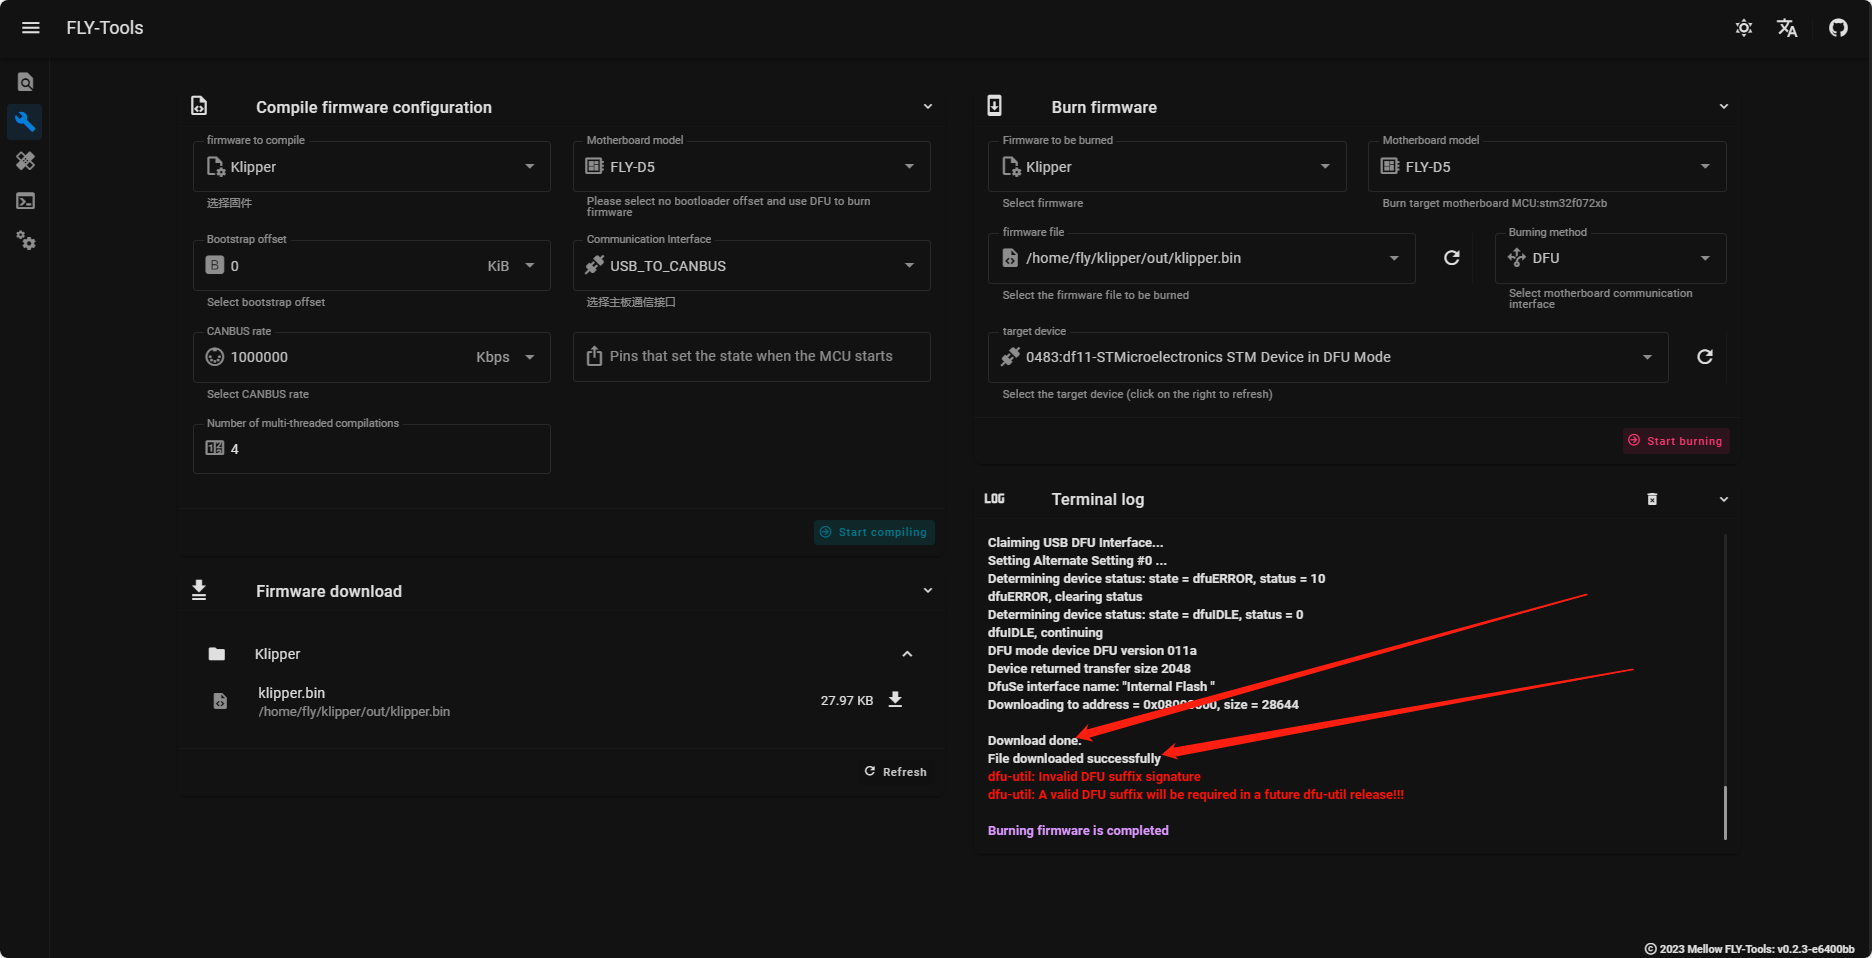 FLY-Tools
Compile firmware configuration
firmware to compile
Klipper
选择固件
Motherboard model
FLY-D5
Please select no bootloader offset and use DFU to burn
firmware
Bootstrap offset
B 0 KiB
Select bootstrap offset
Communication Interface
USB_TO_CANBUS
选择主板通信接口
CANBUS rate
1000000 Kbps
Select CANBUS rate
Pins that set the state when the MCU starts
Number of multi-threaded compilations
4
Start compiling
Firmware download
Klipper
klipper.bin
/home/fly/klipper/out/klipper.bin
27.97 KB
Refresh
Burn firmware
Firmware to be burned
Klipper
Select firmware
Motherboard model
FLY-D5
Burn target motherboard MCU:stm32f072xb
firmware file
/home/fly/klipper/out/klipper.bin
Select the firmware file to be burned
Burning method
DFU
Select motherboard communication
interface
target device
0483:df11-STMicroelectronics STM Device in DFU Mode
Select the target device (click on the right to refresh)
Start burning
LOG Terminal log
Claiming USB DFU Interface...
Setting Alternate Setting #0 ...
Determining device status: state = dfuERROR, status = 10
dfuERROR, clearing status
Determining device status: state = dfuIDLE, status = 0
dfuIDLE, continuing
DFU mode device DFU version 011a
Device returned transfer size 2048
DfuSe interface name: "Internal Flash "
Downloading to address = size = 28644
Download done.
File downloaded successfully
dfu-util: Invalid DFU suffix signature
dfu-util: A valid DFU suffix will be required in a future dfu-util release!!!
Burning firmware is completed
© 2023 Mellow FLY-Tools: v0.2.3-e6400bb